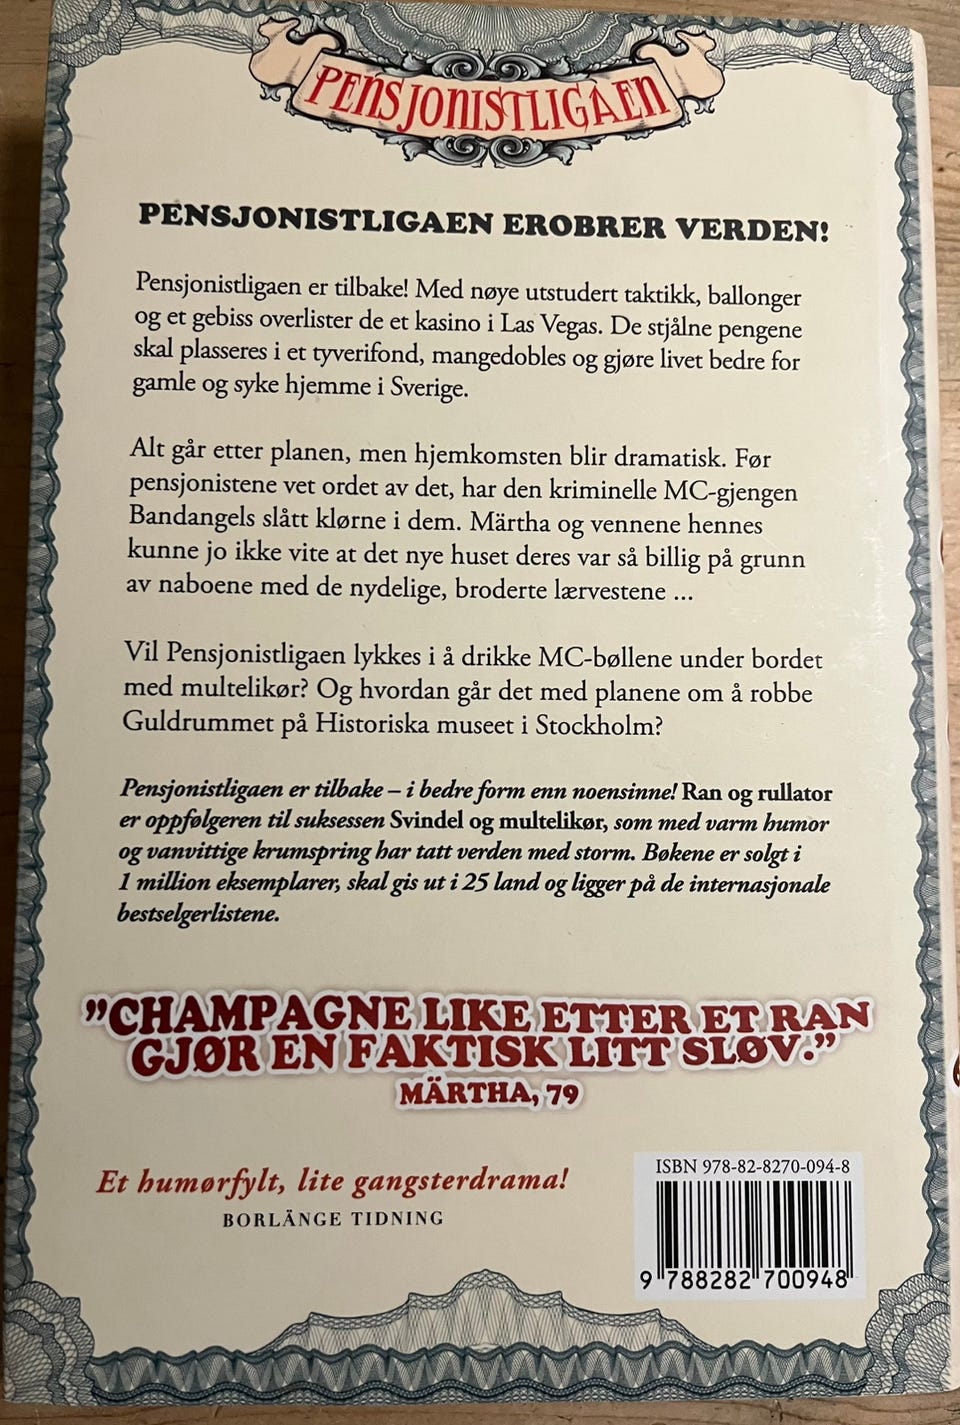 PENSJONISTLIGAEN
PENSJONISTLIGAEN EROBRER VERDEN!
Pensjonistligaen er tilbake! Med nøye utstudert taktikk, ballonger
og et gebiss overlister de et kasino i Las Vegas. De stjålne pengene
skal plasseres i et tyverifond, mangedobles og gjøre livet bedre for
gamle og syke hjemme i Sverige.
Alt går etter planen, men hjemkomsten blir dramatisk. Før
pensjonistene vet ordet av det, har den kriminelle MC-gjengen
Bandangels slått klørne i dem. Märtha og vennene hennes
kunne jo ikke vite at det nye huset deres var så billig på grunn
av naboene med de nydelige, broderte lærvestene ...
Vil Pensjonistligaen lykkes i å drikke MC-bøllene under bordet
med multelikør? Og hvordan går det med planene om å robbe
Guldrummet på Historiska museet i Stockholm?
Pensjonistligaen er tilbake – i bedre form enn noensinne! Ran og rullator
er oppfølgeren til suksessen Svindel og multelikør, som med varm humor
og vanvittige krumspring har tatt verden med storm. Bøkene er solgt i
1 million eksemplarer, skal gis ut i 25 land og ligger på de internasjonale
bestselgerlistene.
”CHAMPAGNE LIKE ETTER ET RAN
GJØR EN FAKTISK LITT SLØV.”
MÄRTHA, 79
Et humørfylt, lite gangsterdrama!
BORLÄNGE TIDNING
ISBN 978-82-8270-094-8
9 788282 700948